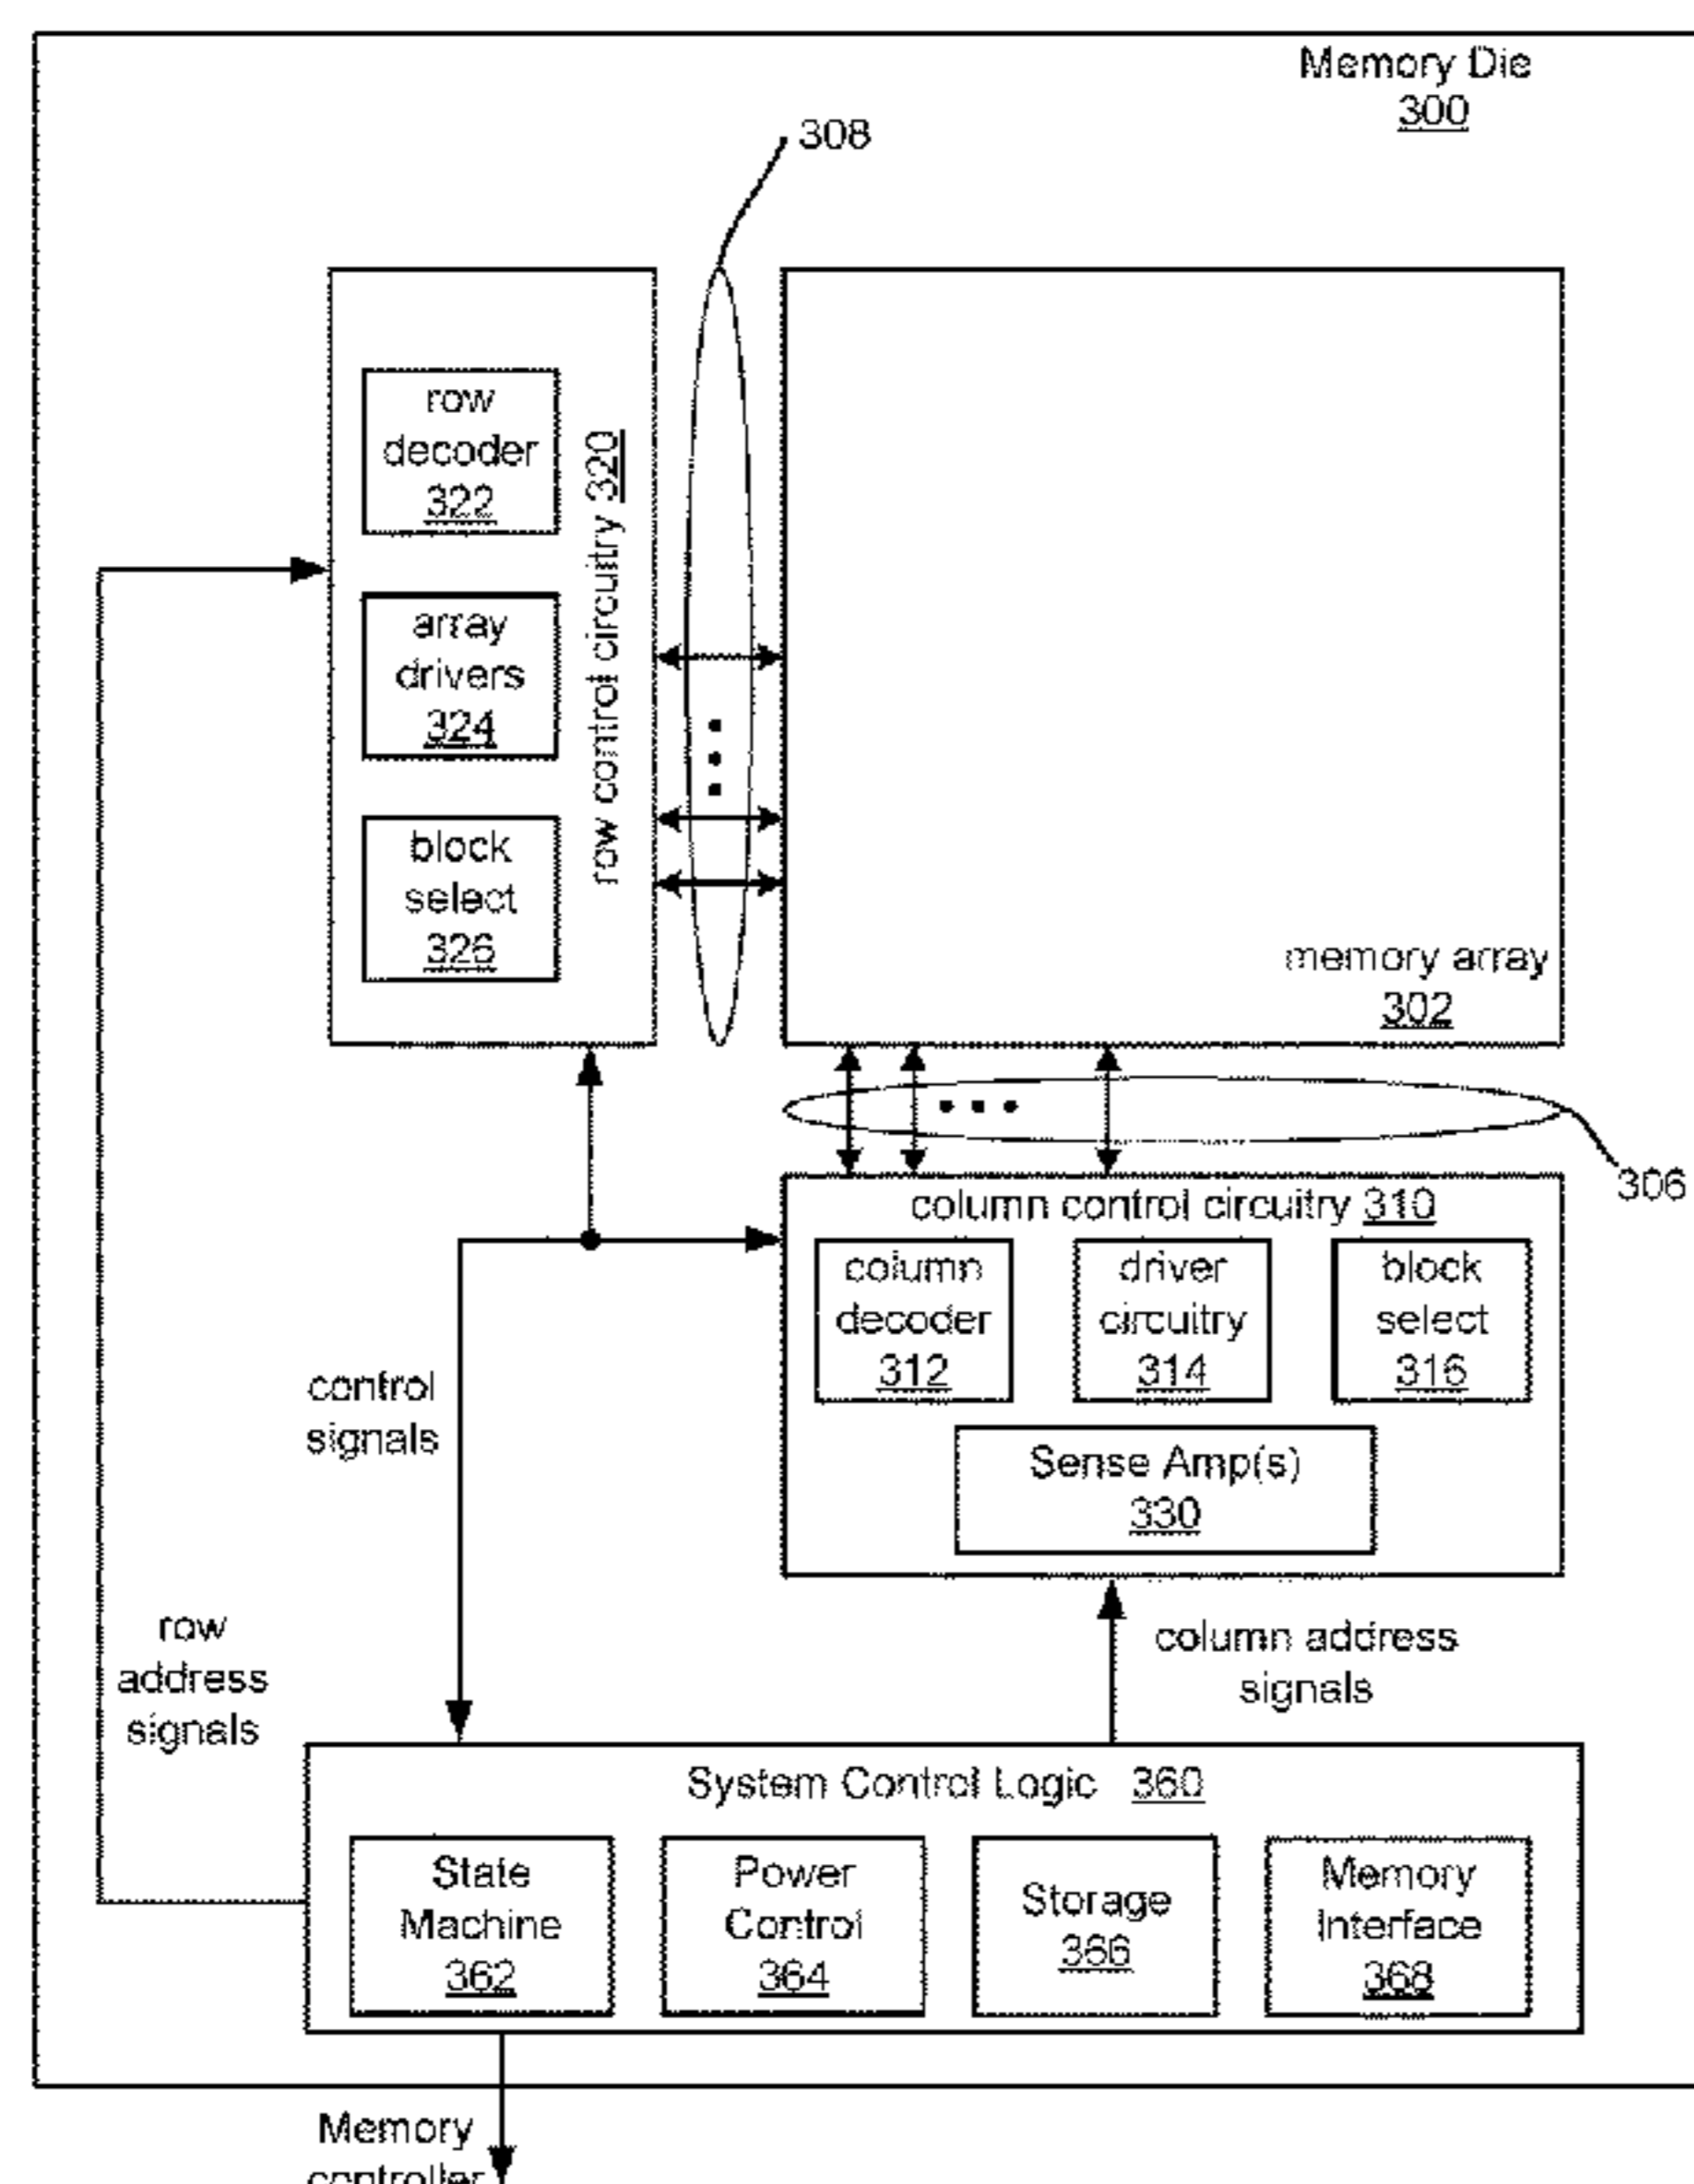 Memory Die
300
308
row
decoder
322
array
drivers
324
block
select
326
row control circuitry 320
memory array
302
306
column control circuitry 310
column
decoder
312
driver
circuitry
314
block
select
316
Sense Amp(s)
330
control
signals
row
address
signals
column address
signals
System Control Logic 360
State
Machine
362
Power
Control
364
Storage
366
Memory
Interface
368
Memory
controller